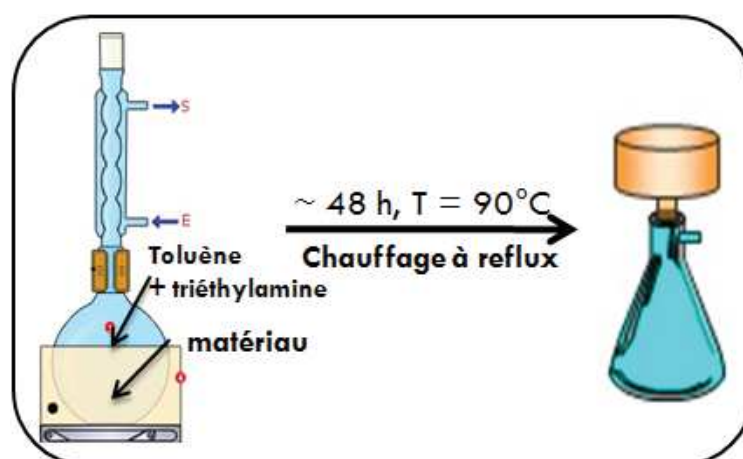 S
~ 48 h, T = 90°C
E
Chauffage à reflux
Toluène
+ triéthylamine
matériau